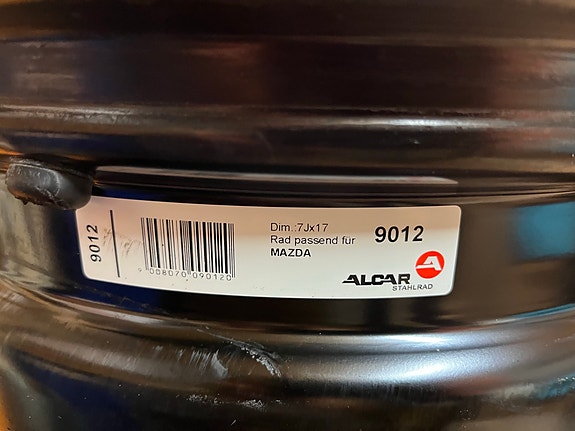 9012
9 008070 090120
Dim.:7Jx17
Rad passend für
MAZDA
9012
ALCAR
STAHLRAD